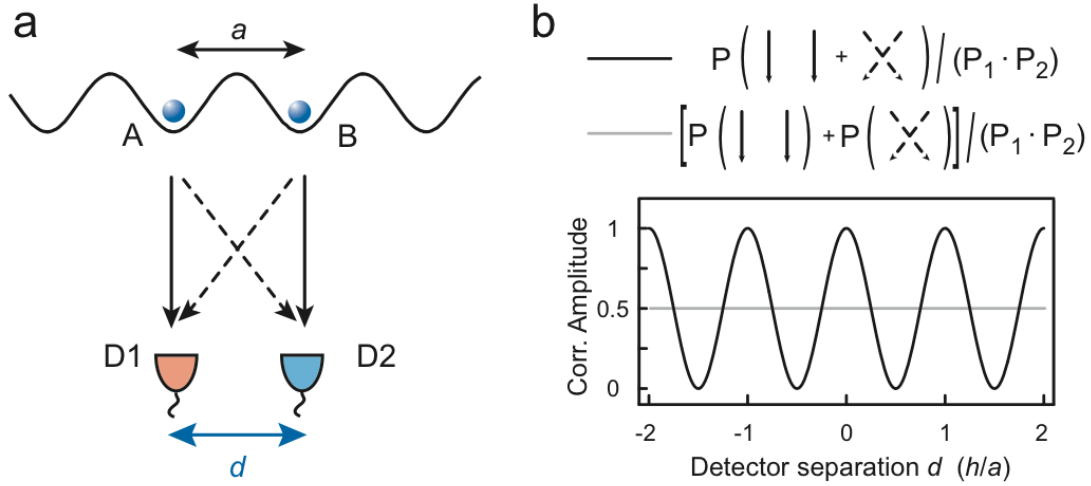 a
a
A
B
D1
D2
d
b
P ( + ) / (P1 · P2)
[P ( ) + P ( )] / (P1 · P2)
Corr. Amplitude
1
0.5
0
-2 -1 0 1 2
Detector separation d (h/a)